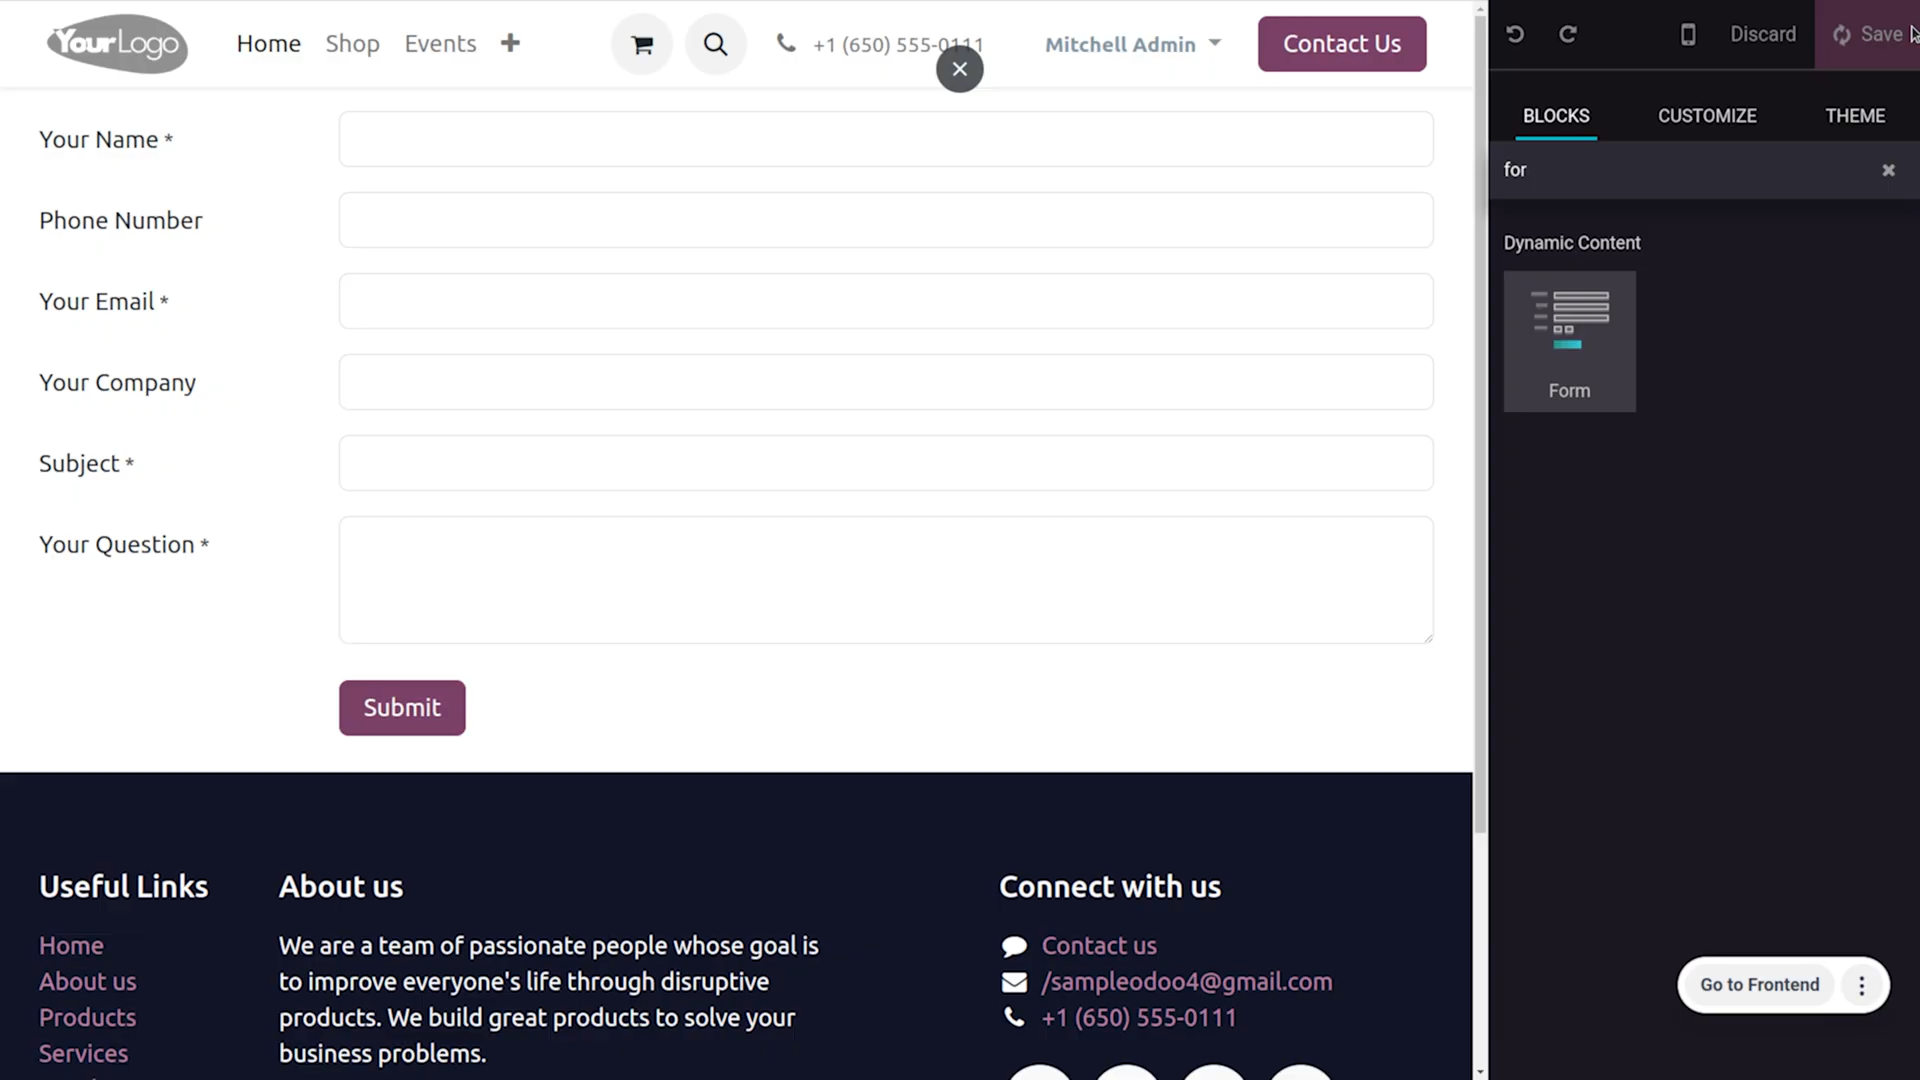 YourLogo
Home
Shop
Events
+1 (650) 555-0111
Mitchell Admin
Contact Us
Discard
Save
BLOCKS
CUSTOMIZE
THEME
for
Dynamic Content
Form
Your Name *
Phone Number
Your Email *
Your Company
Subject *
Your Question *
Submit
Useful Links
Home
About us
Products
Services
About us
We are a team of passionate people whose goal is
to improve everyone's life through disruptive
products. We build great products to solve your
business problems.
Connect with us
Contact us
/sampleodoo4@gmail.com
+1 (650) 555-0111
Go to Frontend